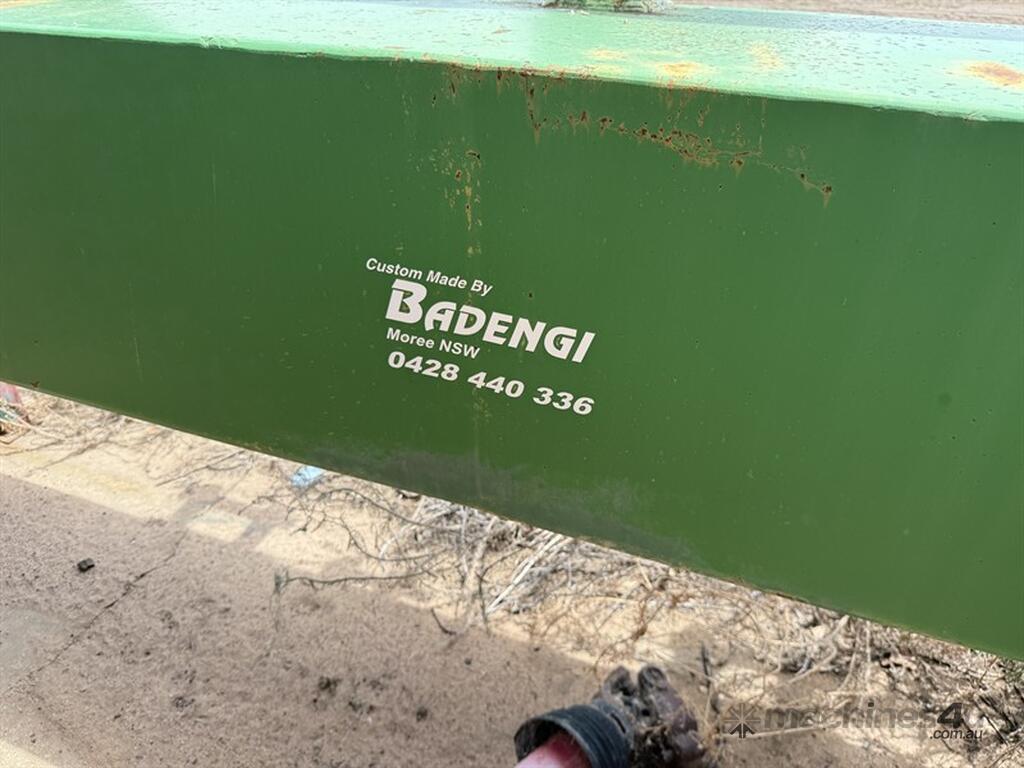 Custom Made By
BADENGI
Moree NSW
0428 440 336
machines4u
.com.au